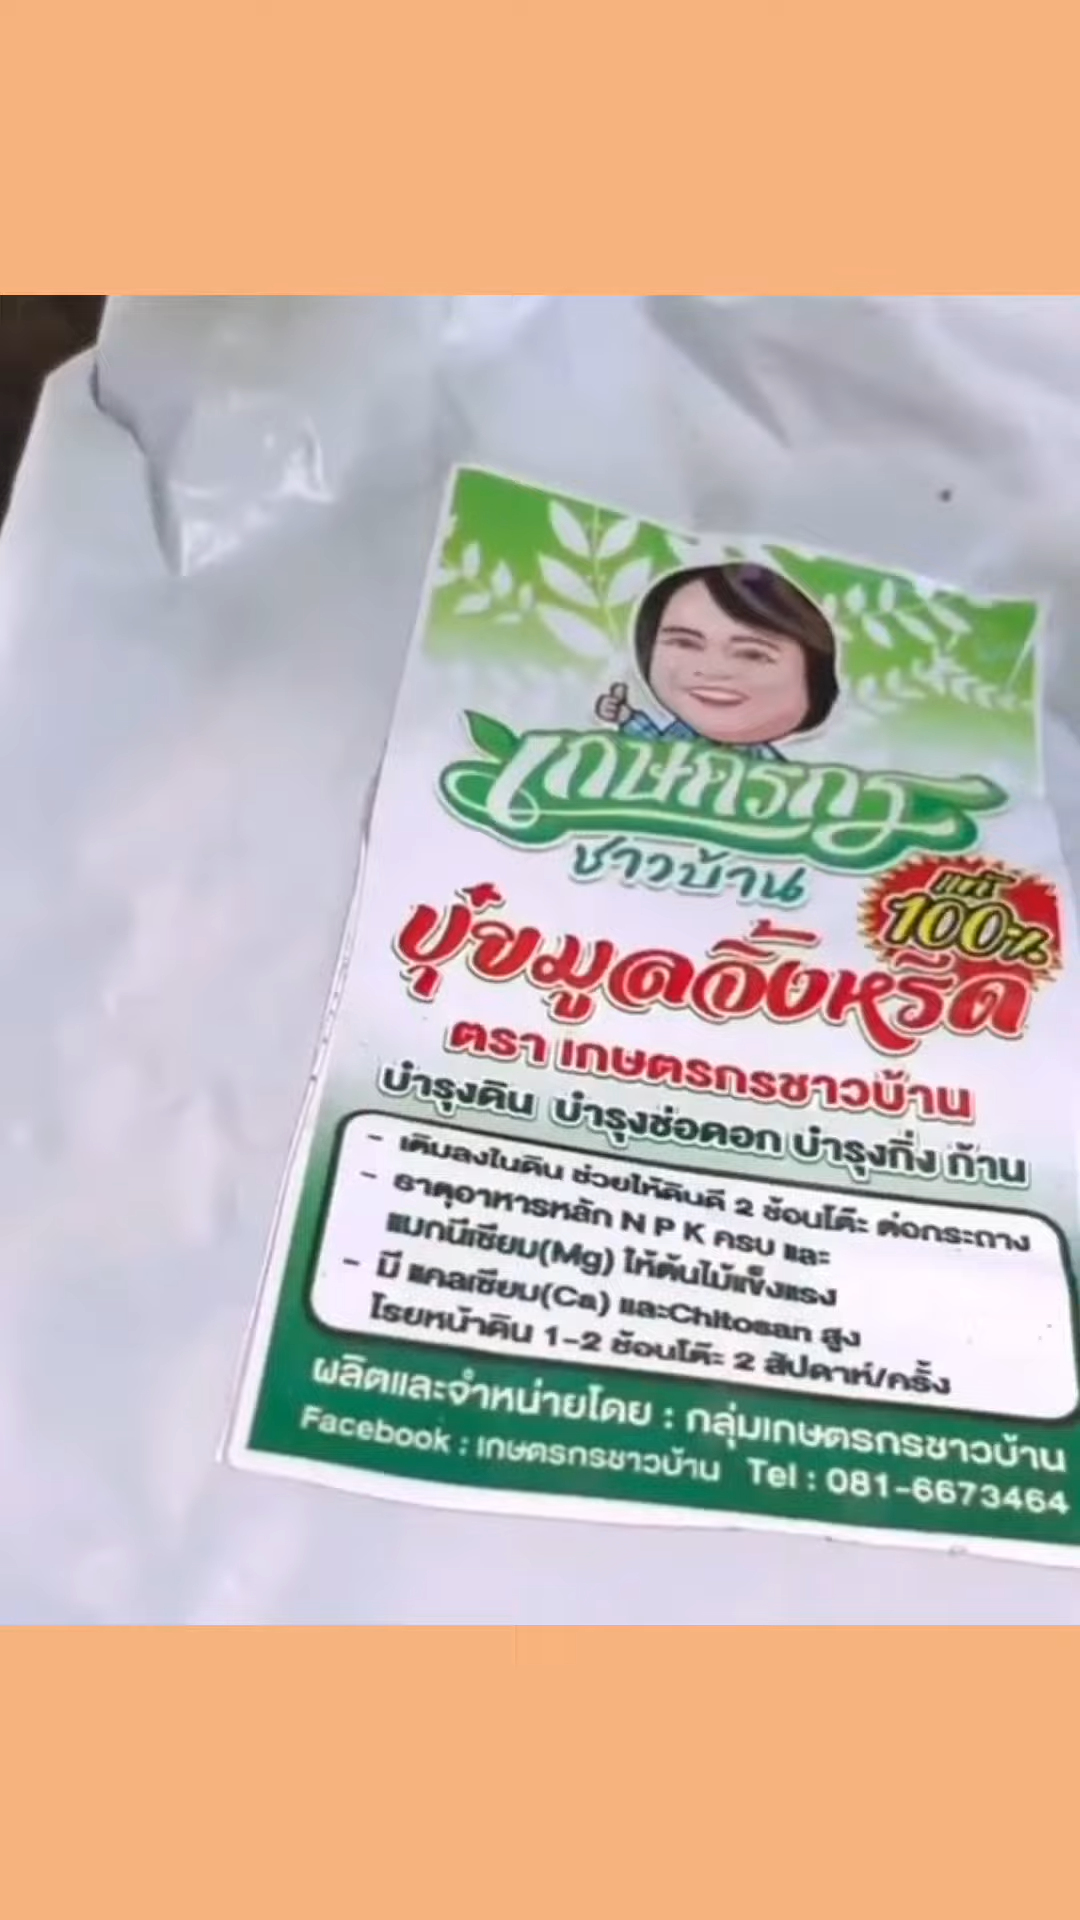 เกษตรกร
ชาวบ้าน
แท้
100%
ปุ๋ยมูลจิ้งหรีด
ตรา เกษตรกรชาวบ้าน
บำรุงดิน บำรุงช่อดอก บำรุงกิ่ง ก้าน
- เติมลงในดิน ช่วยให้ดินดี 2 ช้อนโต๊ะ ต่อกระถาง
- ธาตุอาหารหลัก N P K ครบ และ
แมกนีเซียม(Mg) ให้ต้นไม้แข็งแรง
- มี แคลเซียม(Ca) และChitosan สูง
โรยหน้าดิน 1-2 ช้อนโต๊ะ 2 สัปดาห์/ครั้ง
ผลิตและจำหน่ายโดย : กลุ่มเกษตรกรชาวบ้าน
Facebook : เกษตรกรชาวบ้าน Tel : 081-6673464